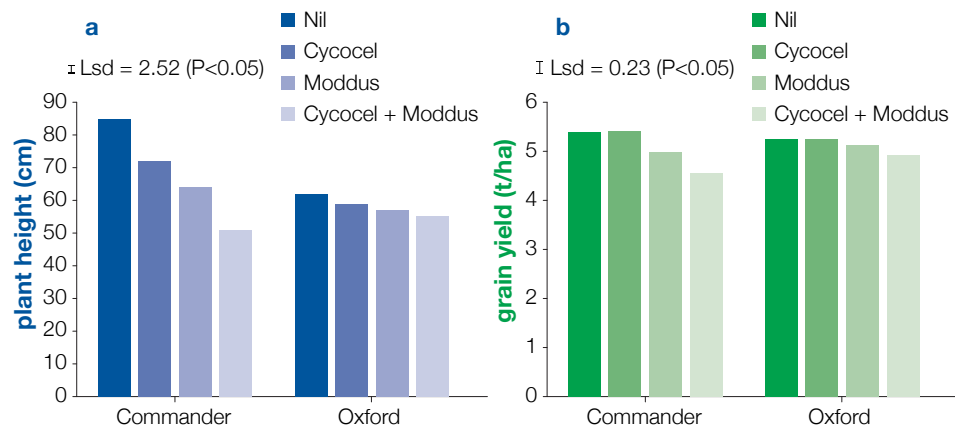 a
Nil
Cycocel
Moddus
Cycocel + Moddus
Lsd = 2.52 (P<0.05)
plant height (cm)
90
80
70
60
50
40
30
20
10
0
Commander
Oxford
b
Nil
Cycocel
Moddus
Cycocel + Moddus
Lsd = 0.23 (P<0.05)
grain yield (t/ha)
6
5
4
3
2
1
0
Commander
Oxford